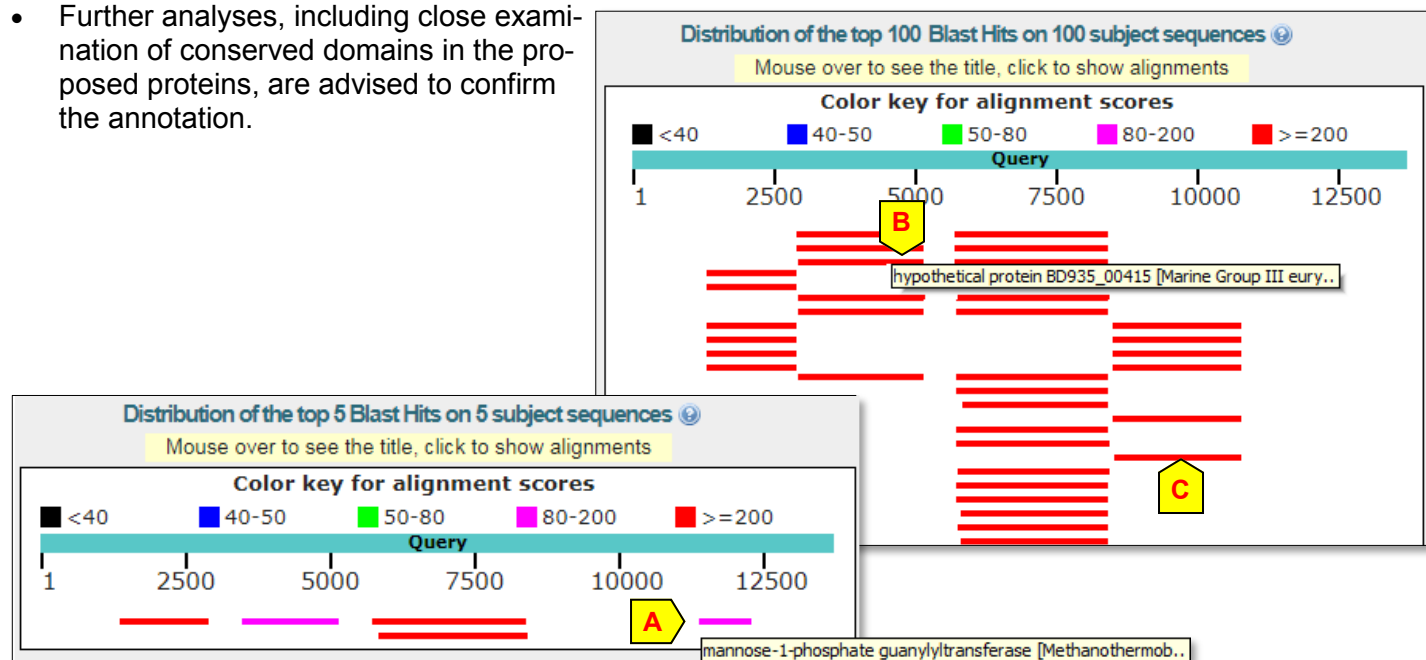 • Further analyses, including close exami-
nation of conserved domains in the pro-
posed proteins, are advised to confirm
the annotation.
Distribution of the top 100 Blast Hits on 100 subject sequences ?
Mouse over to see the title, click to show alignments
Color key for alignment scores
<40 40-50 50-80 80-200 >=200
Query
1 2500 5000 7500 10000 12500
B
hypothetical protein BD935_00415 [Marine Group III eury..
C
Distribution of the top 5 Blast Hits on 5 subject sequences ?
Mouse over to see the title, click to show alignments
Color key for alignment scores
<40 40-50 50-80 80-200 >=200
Query
1 2500 5000 7500 10000 12500
A
mannose-1-phosphate guanylyltransferase [Methanothermob..